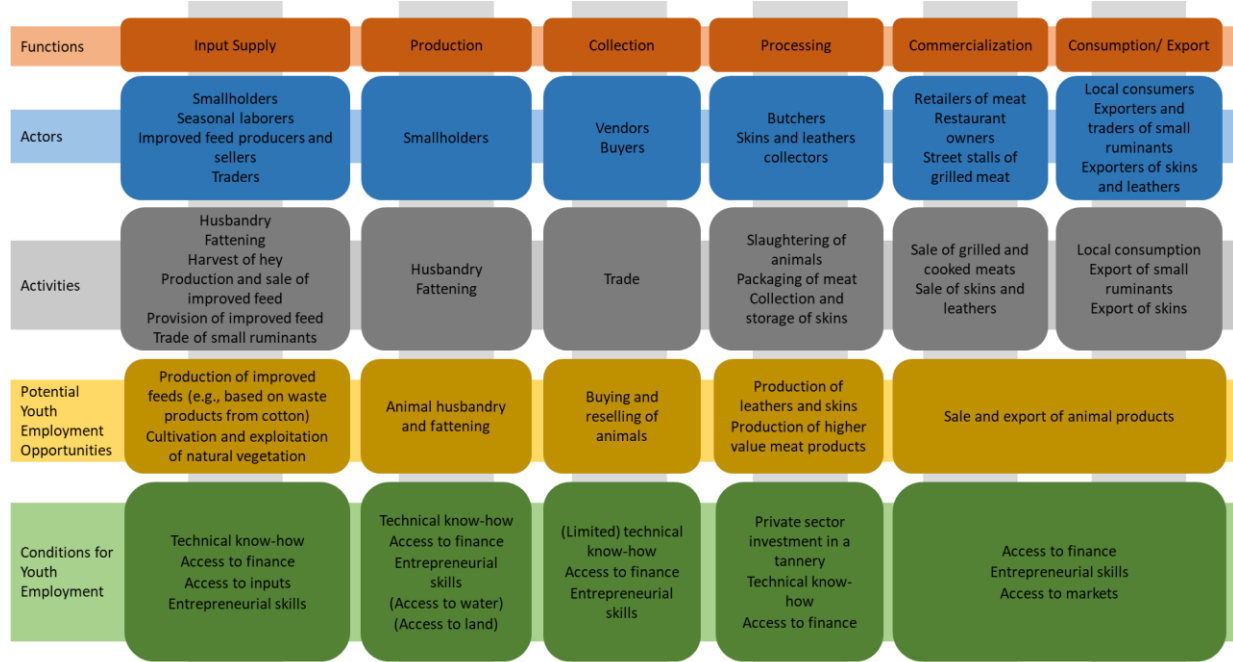 Functions
Input Supply
Production
Collection
Processing
Commercialization
Consumption/ Export
Actors
Smallholders
Seasonal laborers
Improved feed producers and
sellers
Traders
Smallholders
Vendors
Buyers
Butchers
Skins and leathers
collectors
Retailers of meat
Restaurant
owners
Street stalls of
grilled meat
Local consumers
Exporters and
traders of small
ruminants
Exporters of skins
and leathers
Activities
Husbandry
Fattening
Harvest of hey
Production and sale of
improved feed
Provision of improved feed
Trade of small ruminants
Husbandry
Fattening
Trade
Slaughtering of
animals
Packaging of meat
Collection and
storage of skins
Sale of grilled and
cooked meats
Sale of skins and
leathers
Local consumption
Export of small
ruminants
Export of skins
Potential
Youth
Employment
Opportunities
Production of improved
feeds (e.g., based on waste
products from cotton)
Cultivation and exploitation
of natural vegetation
Animal husbandry
and fattening
Buying and
reselling of
animals
Production of
leathers and skins
Production of higher
value meat products
Sale and export of animal products
Conditions for
Youth
Employment
Technical know-how
Access to finance
Access to inputs
Entrepreneurial skills
Technical know-how
Access to finance
Entrepreneurial
skills
(Access to water)
(Access to land)
(Limited) technical
know-how
Access to finance
Entrepreneurial
skills
Private sector
investment in a
tannery
Technical know-
how
Access to finance
Access to finance
Entrepreneurial skills
Access to markets